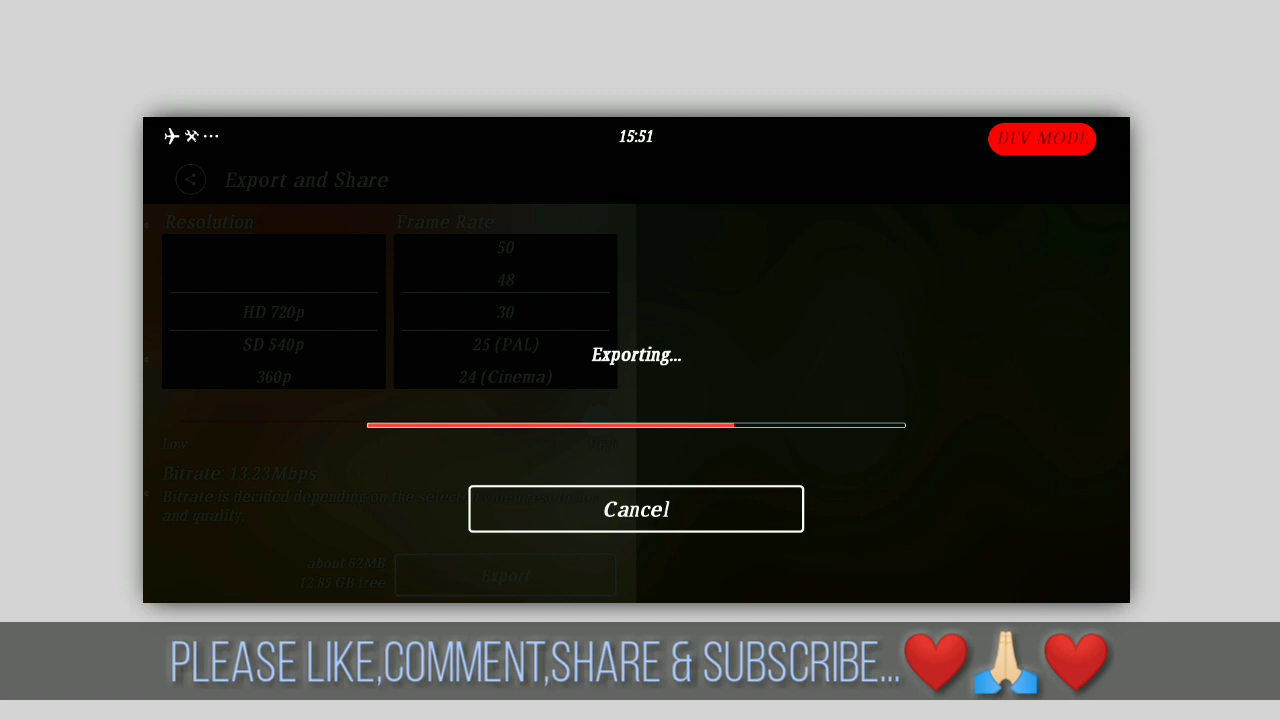 15:51
DEV MODE
Export and Share
Resolution
Frame Rate
50
48
HD 720p
30
SD 540p
25 (PAL)
360p
24 (Cinema)
Exporting...
Low
Bitrate: 13.23Mbps
Bitrate is decided depending on the selected
and quality.
Cancel
about 62MB
12.85 GB free
Export
PLEASE LIKE,COMMENT,SHARE & SUBSCRIBE...❤️🙏🏻❤️